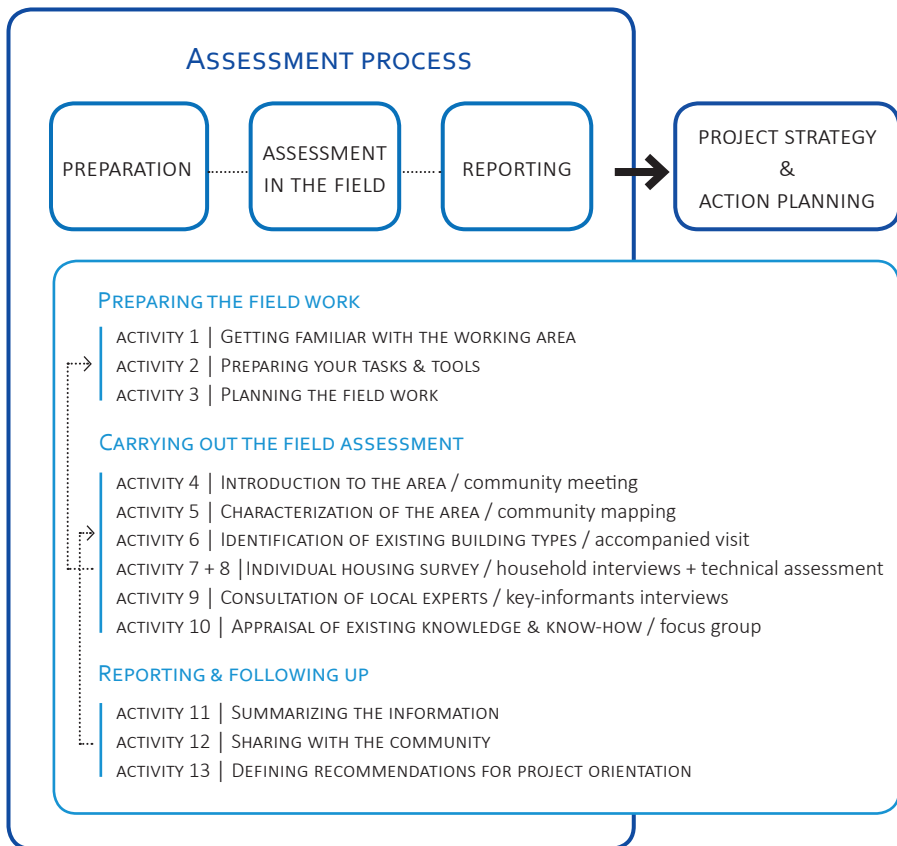 Assessment process
PREPARATION
ASSESSMENT
IN THE FIELD
REPORTING
PROJECT STRATEGY
&
ACTION PLANNING
Preparing the field work
activity 1 | Getting familiar with the working area
activity 2 | Preparing your tasks & tools
activity 3 | Planning the field work
Carrying out the field assessment
activity 4 | Introduction to the area / community meeting
activity 5 | Characterization of the area / community mapping
activity 6 | Identification of existing building types / accompanied visit
activity 7 + 8 |Individual housing survey / household interviews + technical assessment
activity 9 | Consultation of local experts / key-informants interviews
activity 10 | Appraisal of existing knowledge & know-how / focus group
Reporting & following up
activity 11 | Summarizing the information
activity 12 | Sharing with the community
activity 13 | Defining recommendations for project orientation